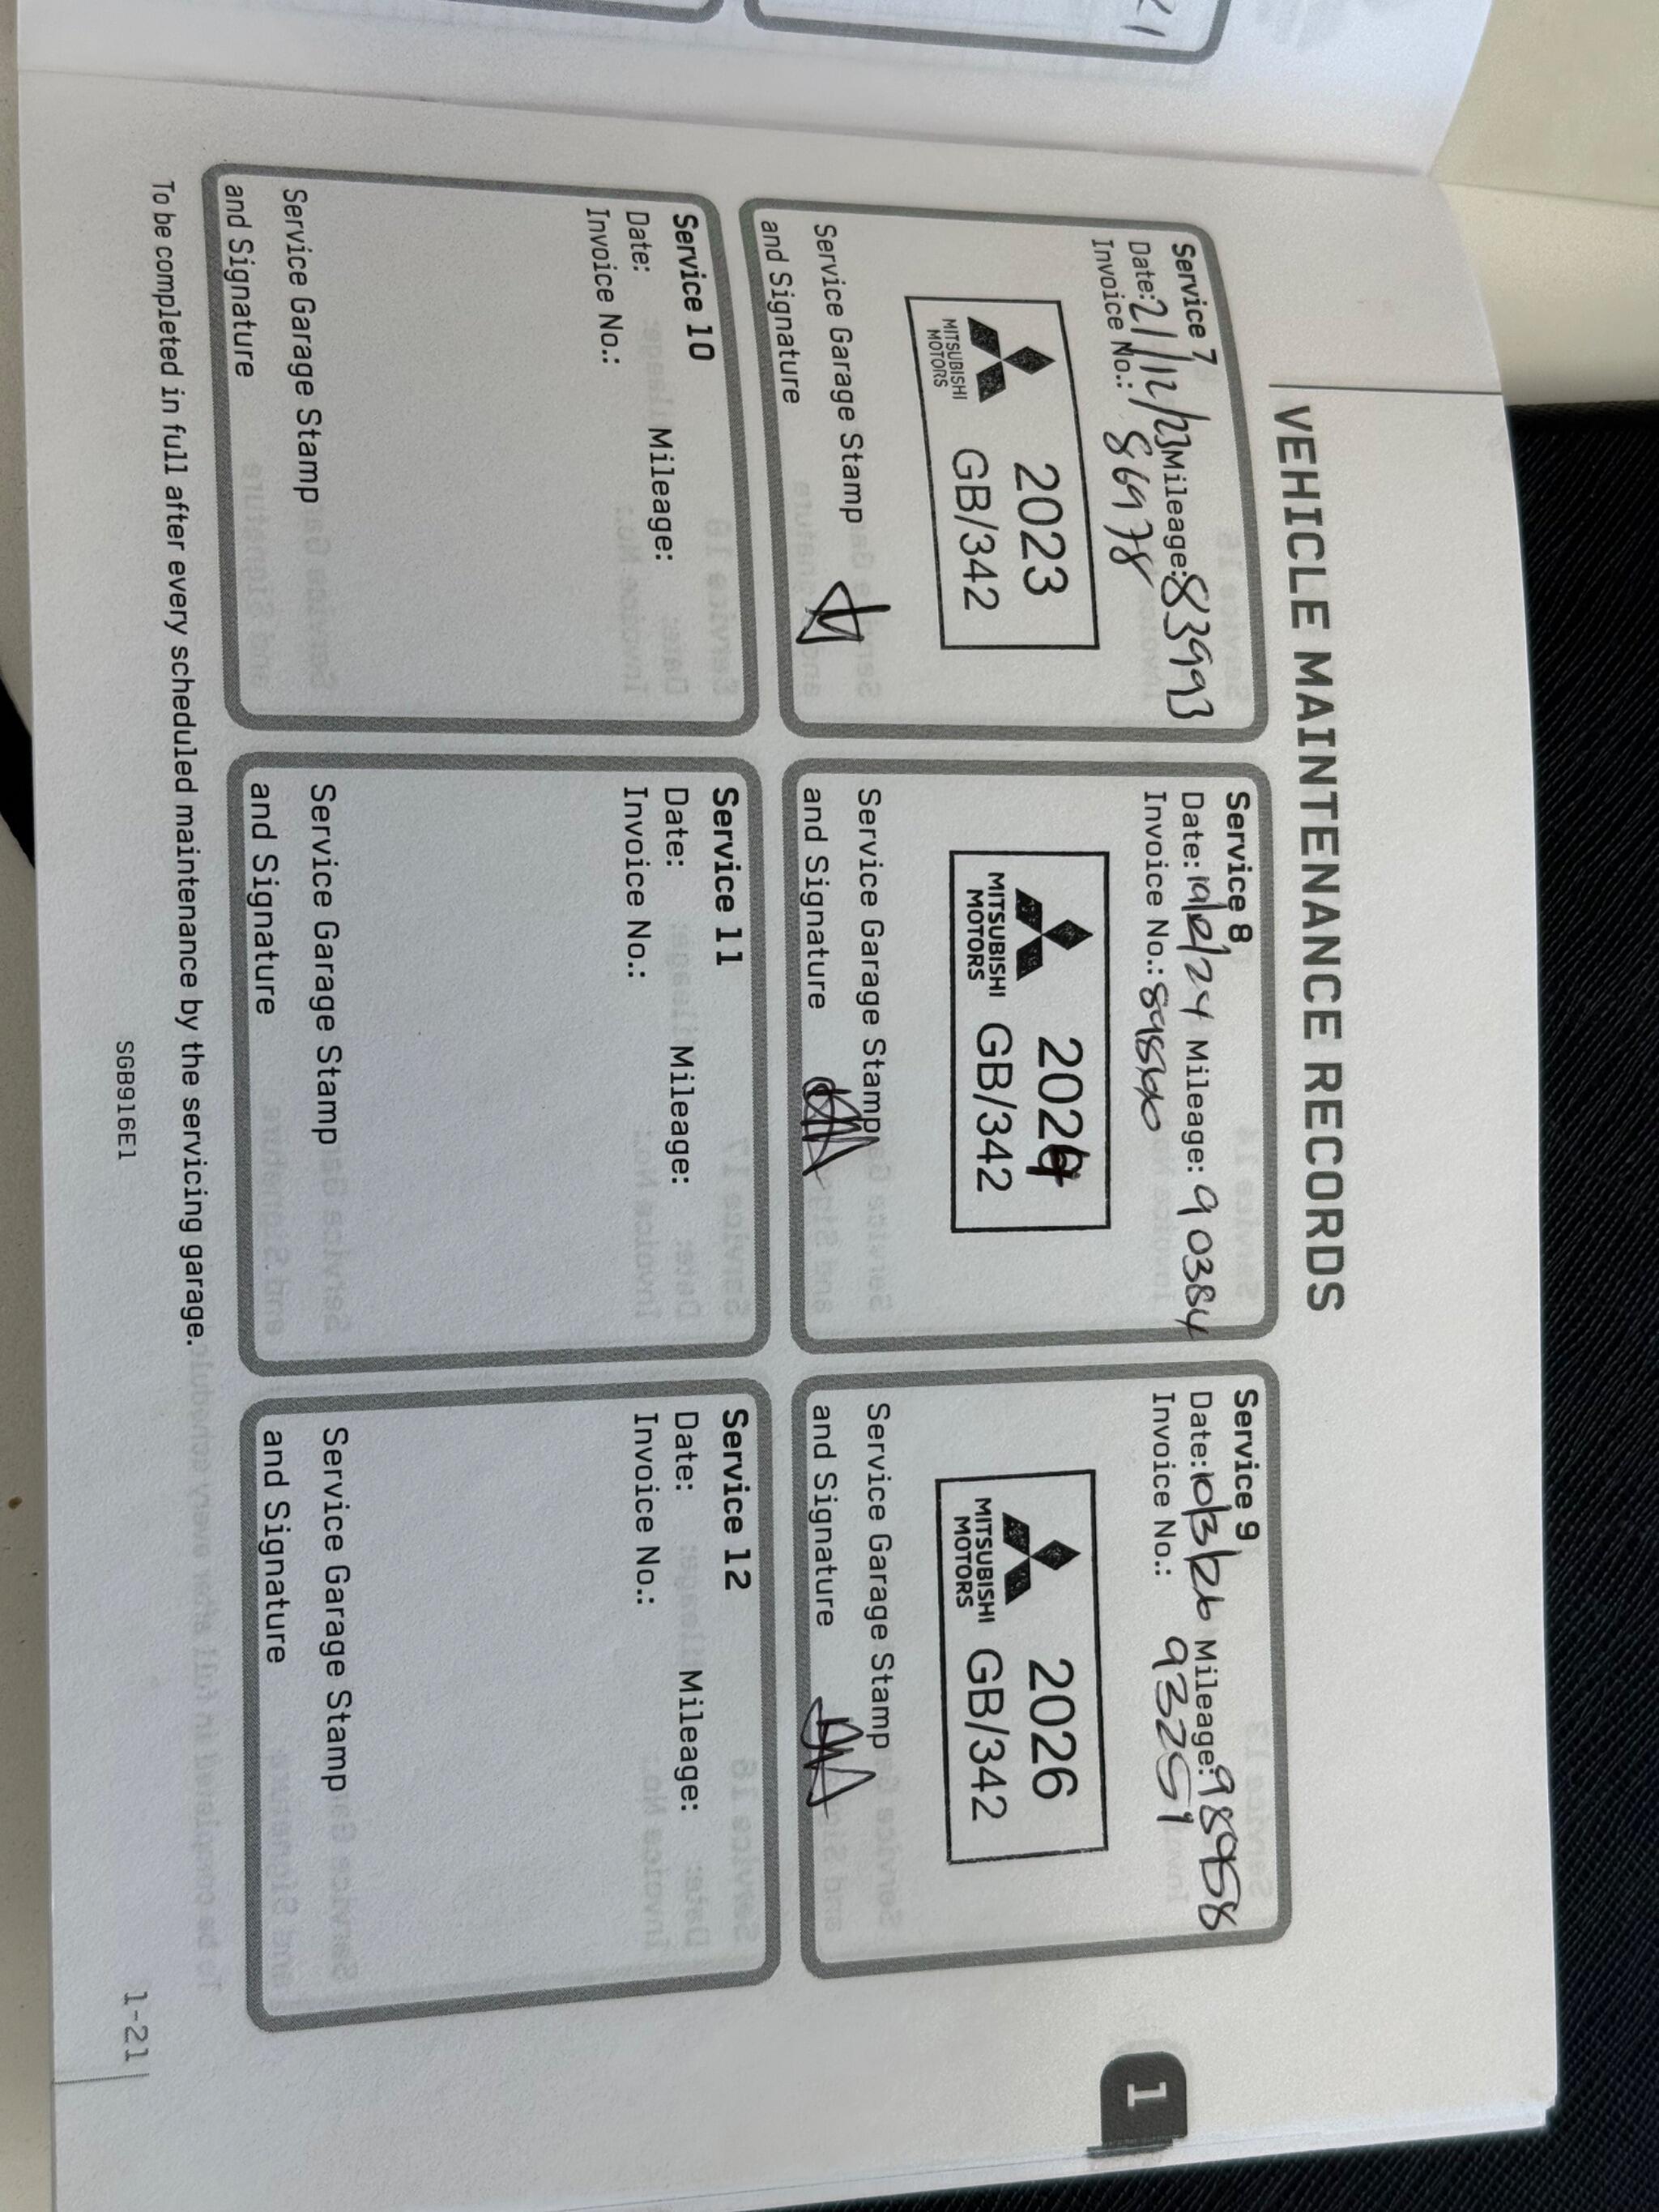 VEHICLE MAINTENANCE RECORDS
Service 7
Date: 21/12/23 Mileage: 83993
Invoice No.: 86978
MITSUBISHI MOTORS
2023
GB/342
Service Garage Stamp
and Signature
Service 8
Date: 19/12/24 Mileage: 90384
Invoice No.:
MITSUBISHI MOTORS
2024
GB/342
Service Garage Stamp
and Signature
Service 9
Date: 10/3/26 Mileage: 98958
Invoice No.: 93251
MITSUBISHI MOTORS
2026
GB/342
Service Garage Stamp
and Signature
Service 10
Date: Mileage:
Invoice No.:
Service Garage Stamp
and Signature
Service 11
Date: Mileage:
Invoice No.:
Service Garage Stamp
and Signature
Service 12
Date: Mileage:
Invoice No.:
Service Garage Stamp
and Signature
To be completed in full after every scheduled maintenance by the servicing garage.
SGB916E1
1-21
1